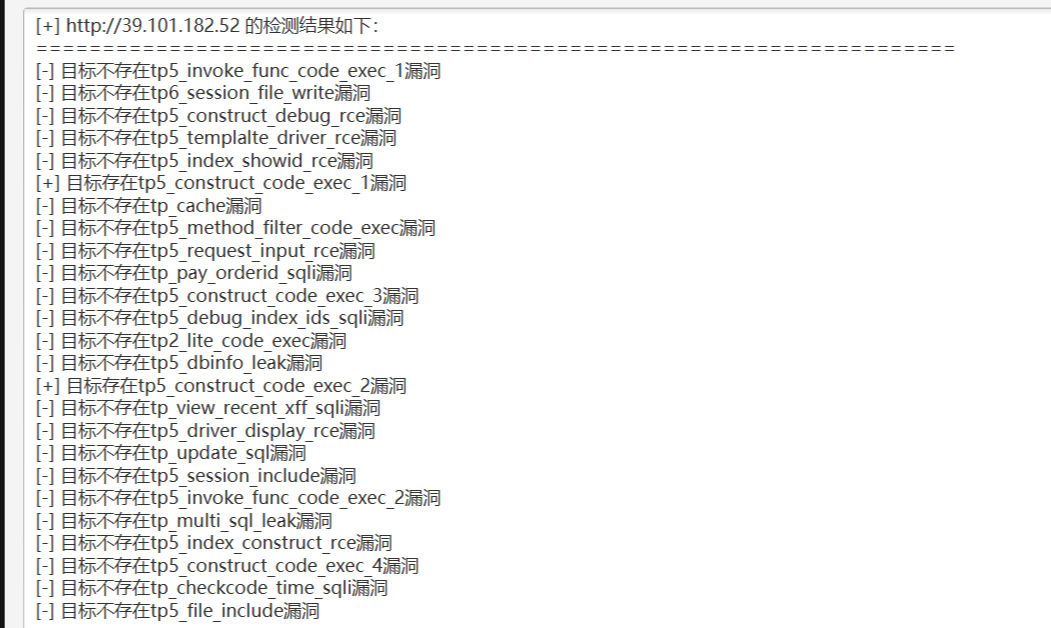 [+] http://39.101.182.52 的检测结果如下：
======================================================================
[-] 目标不存在tp5_invoke_func_code_exec_1漏洞
[-] 目标不存在tp6_session_file_write漏洞
[-] 目标不存在tp5_construct_debug_rce漏洞
[-] 目标不存在tp5_templalte_driver_rce漏洞
[-] 目标不存在tp5_index_showid_rce漏洞
[+] 目标存在tp5_construct_code_exec_1漏洞
[-] 目标不存在tp_cache漏洞
[-] 目标不存在tp5_method_filter_code_exec漏洞
[-] 目标不存在tp5_request_input_rce漏洞
[-] 目标不存在tp_pay_orderid_sqli漏洞
[-] 目标不存在tp5_construct_code_exec_3漏洞
[-] 目标不存在tp5_debug_index_ids_sqli漏洞
[-] 目标不存在tp2_lite_code_exec漏洞
[-] 目标不存在tp5_dbinfo_leak漏洞
[+] 目标存在tp5_construct_code_exec_2漏洞
[-] 目标不存在tp_view_recent_xff_sqli漏洞
[-] 目标不存在tp5_driver_display_rce漏洞
[-] 目标不存在tp_update_sql漏洞
[-] 目标不存在tp5_session_include漏洞
[-] 目标不存在tp5_invoke_func_code_exec_2漏洞
[-] 目标不存在tp_multi_sql_leak漏洞
[-] 目标不存在tp5_index_construct_rce漏洞
[-] 目标不存在tp5_construct_code_exec_4漏洞
[-] 目标不存在tp_checkcode_time_sqli漏洞
[-] 目标不存在tp5_file_include漏洞